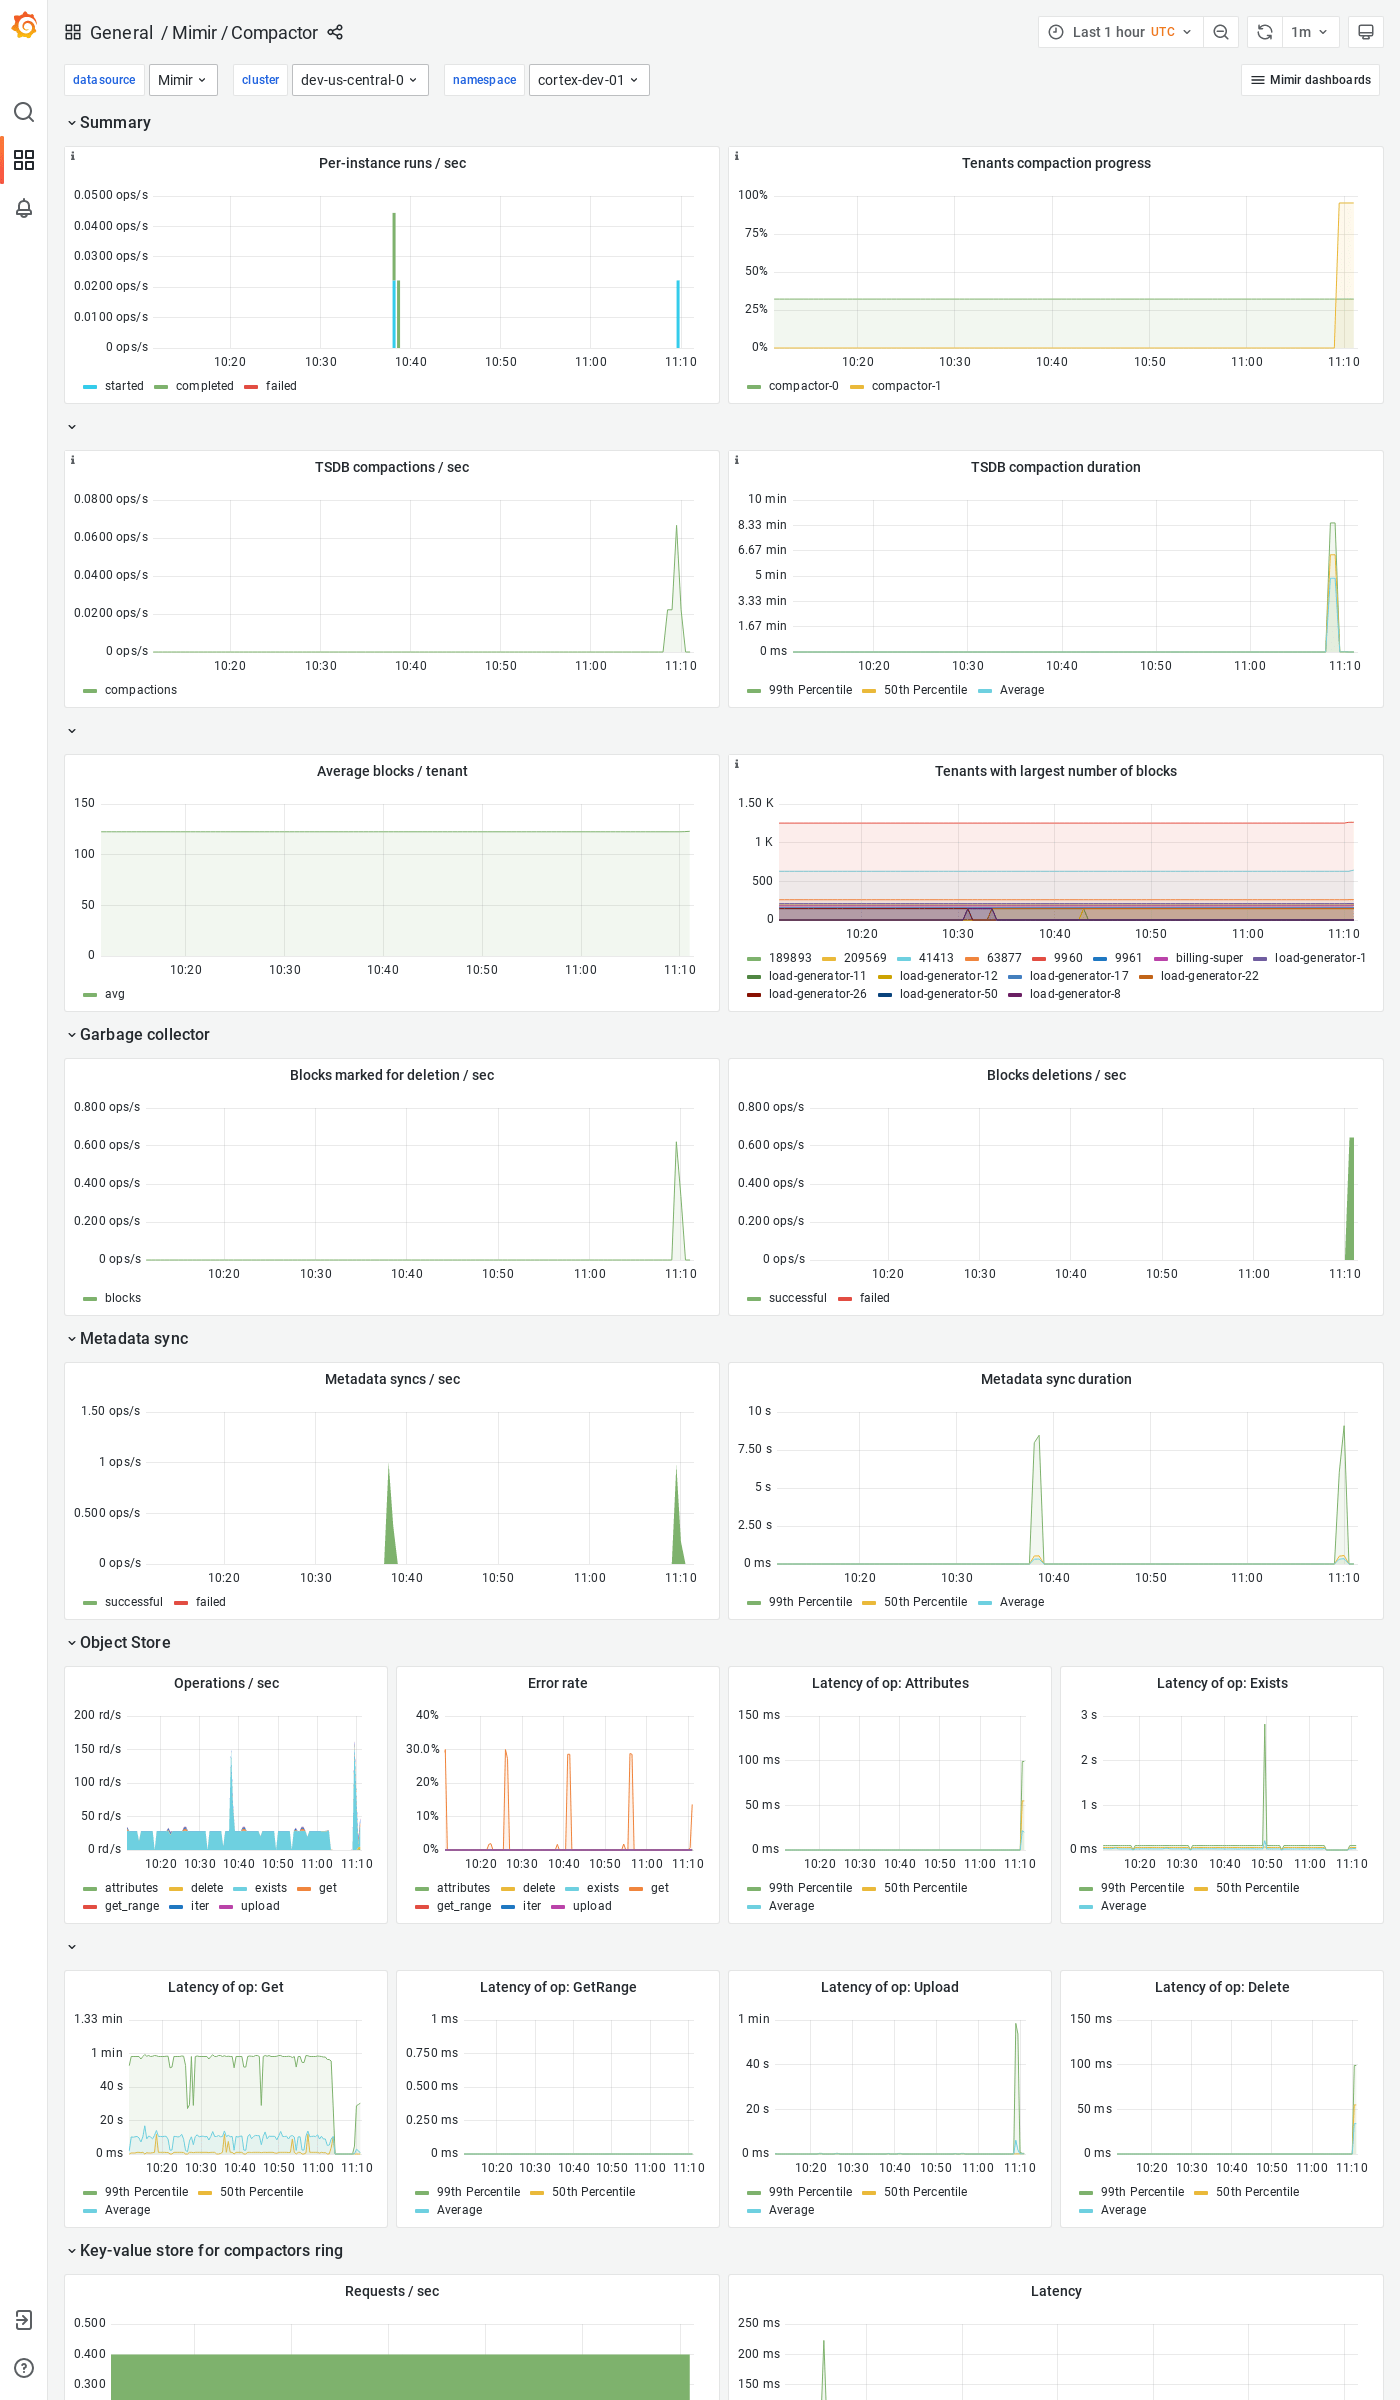 General / Mimir / Compactor
Last 1 hour UTC
1m
datasource Mimir cluster dev-us-central-0 namespace cortex-dev-01
Mimir dashboards
Summary
Per-instance runs / sec
0.0500 ops/s
0.0400 ops/s
0.0300 ops/s
0.0200 ops/s
0.0100 ops/s
0 ops/s
10:20 10:30 10:40 10:50 11:00 11:10
started completed failed
Tenants compaction progress
100%
75%
50%
25%
0%
10:20 10:30 10:40 10:50 11:00 11:10
compactor-0 compactor-1
TSDB compactions / sec
0.0800 ops/s
0.0600 ops/s
0.0400 ops/s
0.0200 ops/s
0 ops/s
10:20 10:30 10:40 10:50 11:00 11:10
compactions
TSDB compaction duration
10 min
8.33 min
6.67 min
5 min
3.33 min
1.67 min
0 ms
10:20 10:30 10:40 10:50 11:00 11:10
99th Percentile 50th Percentile Average
Average blocks / tenant
150
100
50
0
10:20 10:30 10:40 10:50 11:00 11:10
avg
Tenants with largest number of blocks
1.50 K
1 K
500
0
10:20 10:30 10:40 10:50 11:00 11:10
189893 209569 41413 63877 9960 9961 billing-super load-generator-1
load-generator-11 load-generator-12 load-generator-17 load-generator-22
load-generator-26 load-generator-50 load-generator-8
Garbage collector
Blocks marked for deletion / sec
0.800 ops/s
0.600 ops/s
0.400 ops/s
0.200 ops/s
0 ops/s
10:20 10:30 10:40 10:50 11:00 11:10
blocks
Blocks deletions / sec
0.800 ops/s
0.600 ops/s
0.400 ops/s
0.200 ops/s
0 ops/s
10:20 10:30 10:40 10:50 11:00 11:10
successful failed
Metadata sync
Metadata syncs / sec
1.50 ops/s
1 ops/s
0.500 ops/s
0 ops/s
10:20 10:30 10:40 10:50 11:00 11:10
successful failed
Metadata sync duration
10 s
7.50 s
5 s
2.50 s
0 ms
10:20 10:30 10:40 10:50 11:00 11:10
99th Percentile 50th Percentile Average
Object Store
Operations / sec
200 rd/s
150 rd/s
100 rd/s
50 rd/s
0 rd/s
10:20 10:30 10:40 10:50 11:00 11:10
attributes delete exists get
get_range iter upload
Error rate
40%
30.0%
20%
10%
0%
10:20 10:30 10:40 10:50 11:00 11:10
attributes delete exists get
get_range iter upload
Latency of op: Attributes
150 ms
100 ms
50 ms
0 ms
10:20 10:30 10:40 10:50 11:00 11:10
99th Percentile 50th Percentile
Average
Latency of op: Exists
3 s
2 s
1 s
0 ms
10:20 10:30 10:40 10:50 11:00 11:10
99th Percentile 50th Percentile
Average
Latency of op: Get
1.33 min
1 min
40 s
20 s
0 ms
10:20 10:30 10:40 10:50 11:00 11:10
99th Percentile 50th Percentile
Average
Latency of op: GetRange
1 ms
0.750 ms
0.500 ms
0.250 ms
0 ms
10:20 10:30 10:40 10:50 11:00 11:10
99th Percentile 50th Percentile
Average
Latency of op: Upload
1 min
40 s
20 s
0 ms
10:20 10:30 10:40 10:50 11:00 11:10
99th Percentile 50th Percentile
Average
Latency of op: Delete
150 ms
100 ms
50 ms
0 ms
10:20 10:30 10:40 10:50 11:00 11:10
99th Percentile 50th Percentile
Average
Key-value store for compactors ring
Requests / sec
0.500
0.400
0.300
Latency
250 ms
200 ms
150 ms